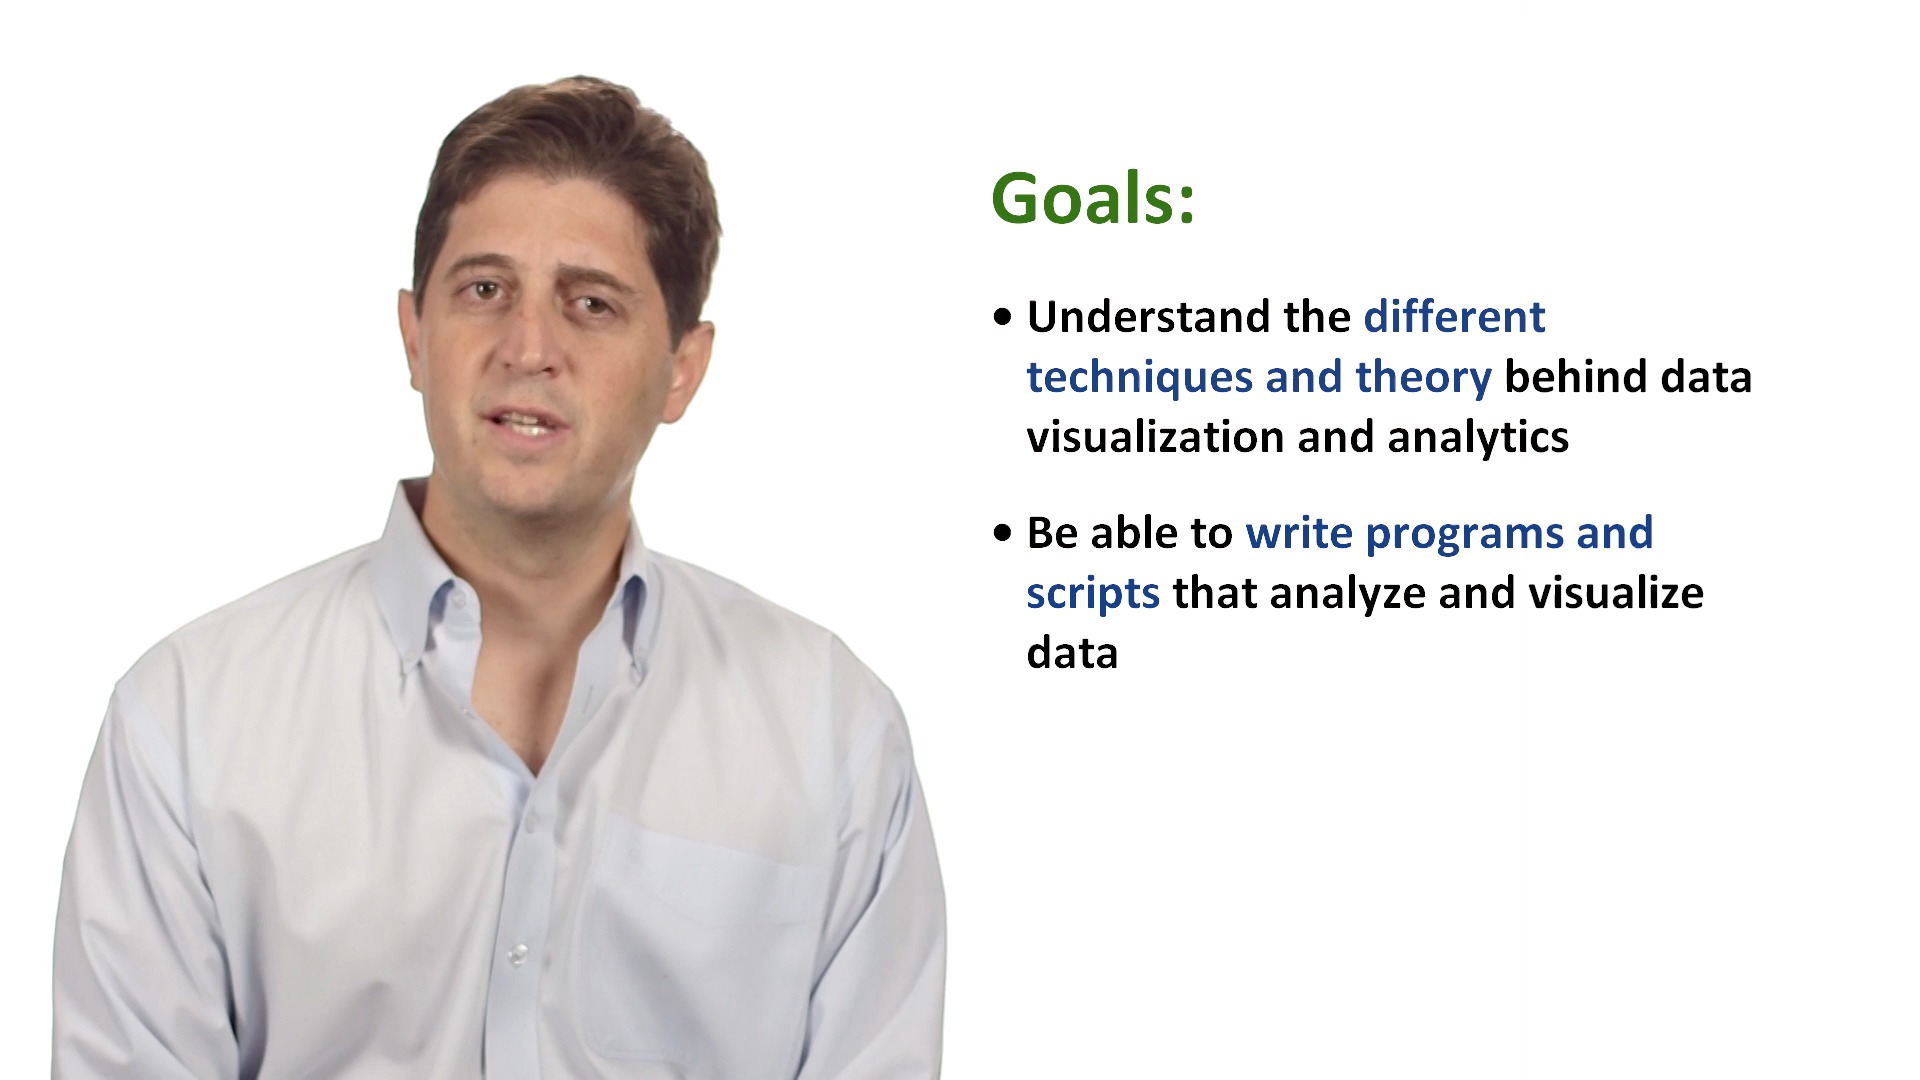 Goals:
• Understand the different
techniques and theory behind data
visualization and analytics
• Be able to write programs and
scripts that analyze and visualize
data